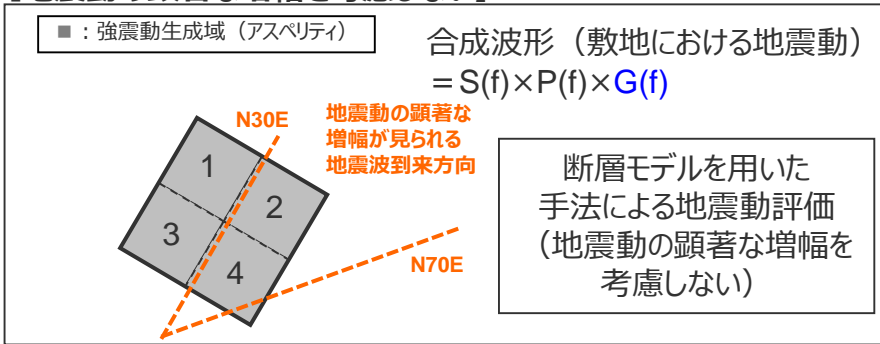 ■：強震動生成域（アスペリティ）
合成波形（敷地における地震動）
＝S(f)×P(f)×G(f)
N30E
地震動の顕著な
増幅が見られる
地震波到来方向
1
2
3
4
N70E
断層モデルを用いた
手法による地震動評価
（地震動の顕著な増幅を
考慮しない）